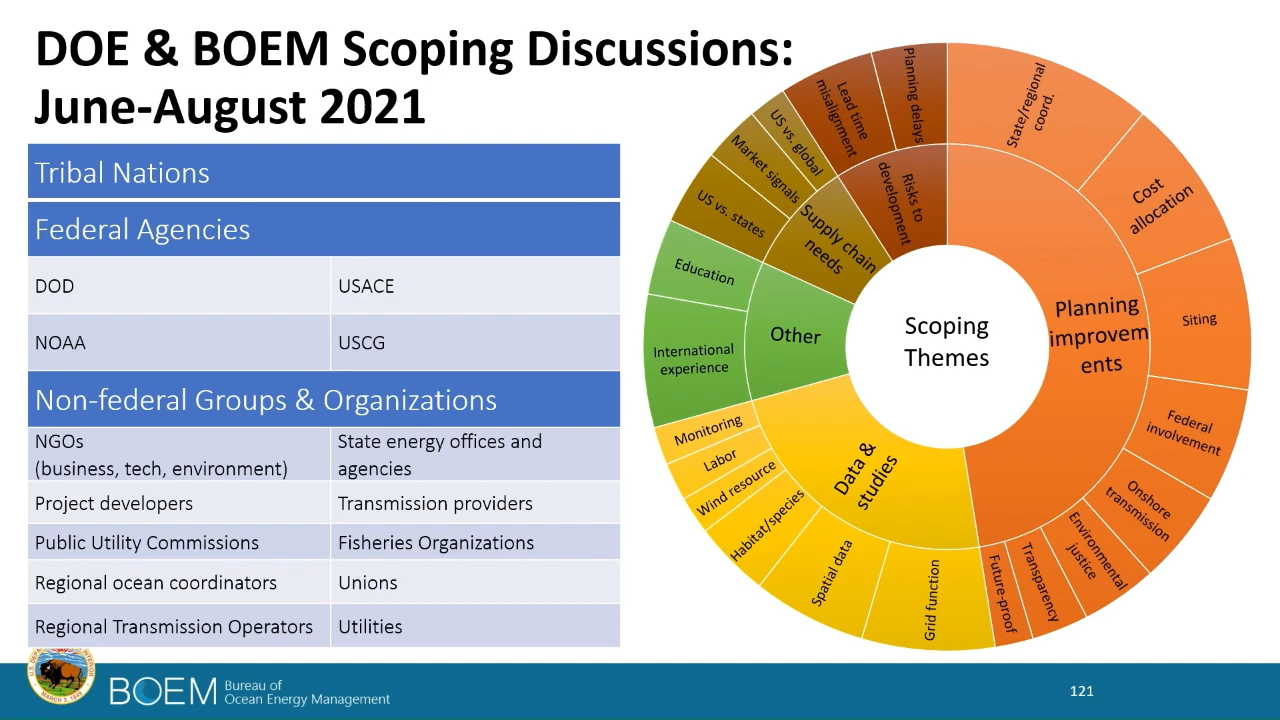 DOE & BOEM Scoping Discussions:
June-August 2021
Tribal Nations
Federal Agencies
DOD
USACE
NOAA
USCG
Non-federal Groups & Organizations
NGOs
(business, tech, environment)
State energy offices and
agencies
Project developers
Transmission providers
Public Utility Commissions
Fisheries Organizations
Regional ocean coordinators
Unions
Regional Transmission Operators
Utilities
Scoping
Themes
Planning
improvem
ents
State/regional
coord.
Cost
allocation
Siting
Federal
involvement
Onshore
transmission
Environmental
justice
Transparency
Future-proof
Data &
studies
Grid function
Spatial data
Habitat/species
Wind resource
Labor
Monitoring
Other
International
experience
Education
Supply chain
needs
US vs. states
Market signals
US vs. global
Risks to
development
Lead time
misalignment
Planning delays
MARCH 3, 1849
BOEM
Bureau of
Ocean Energy Management
121